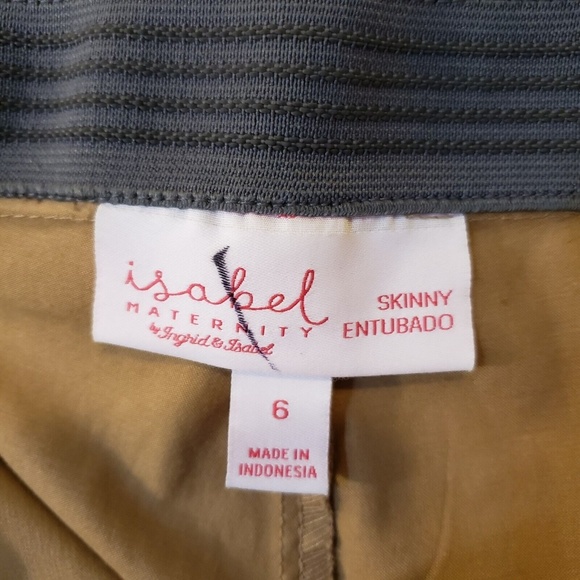 isabel
MATERNITY
by Ingrid & Isabel
SKINNY
ENTUBADO
6
MADE IN
INDONESIA